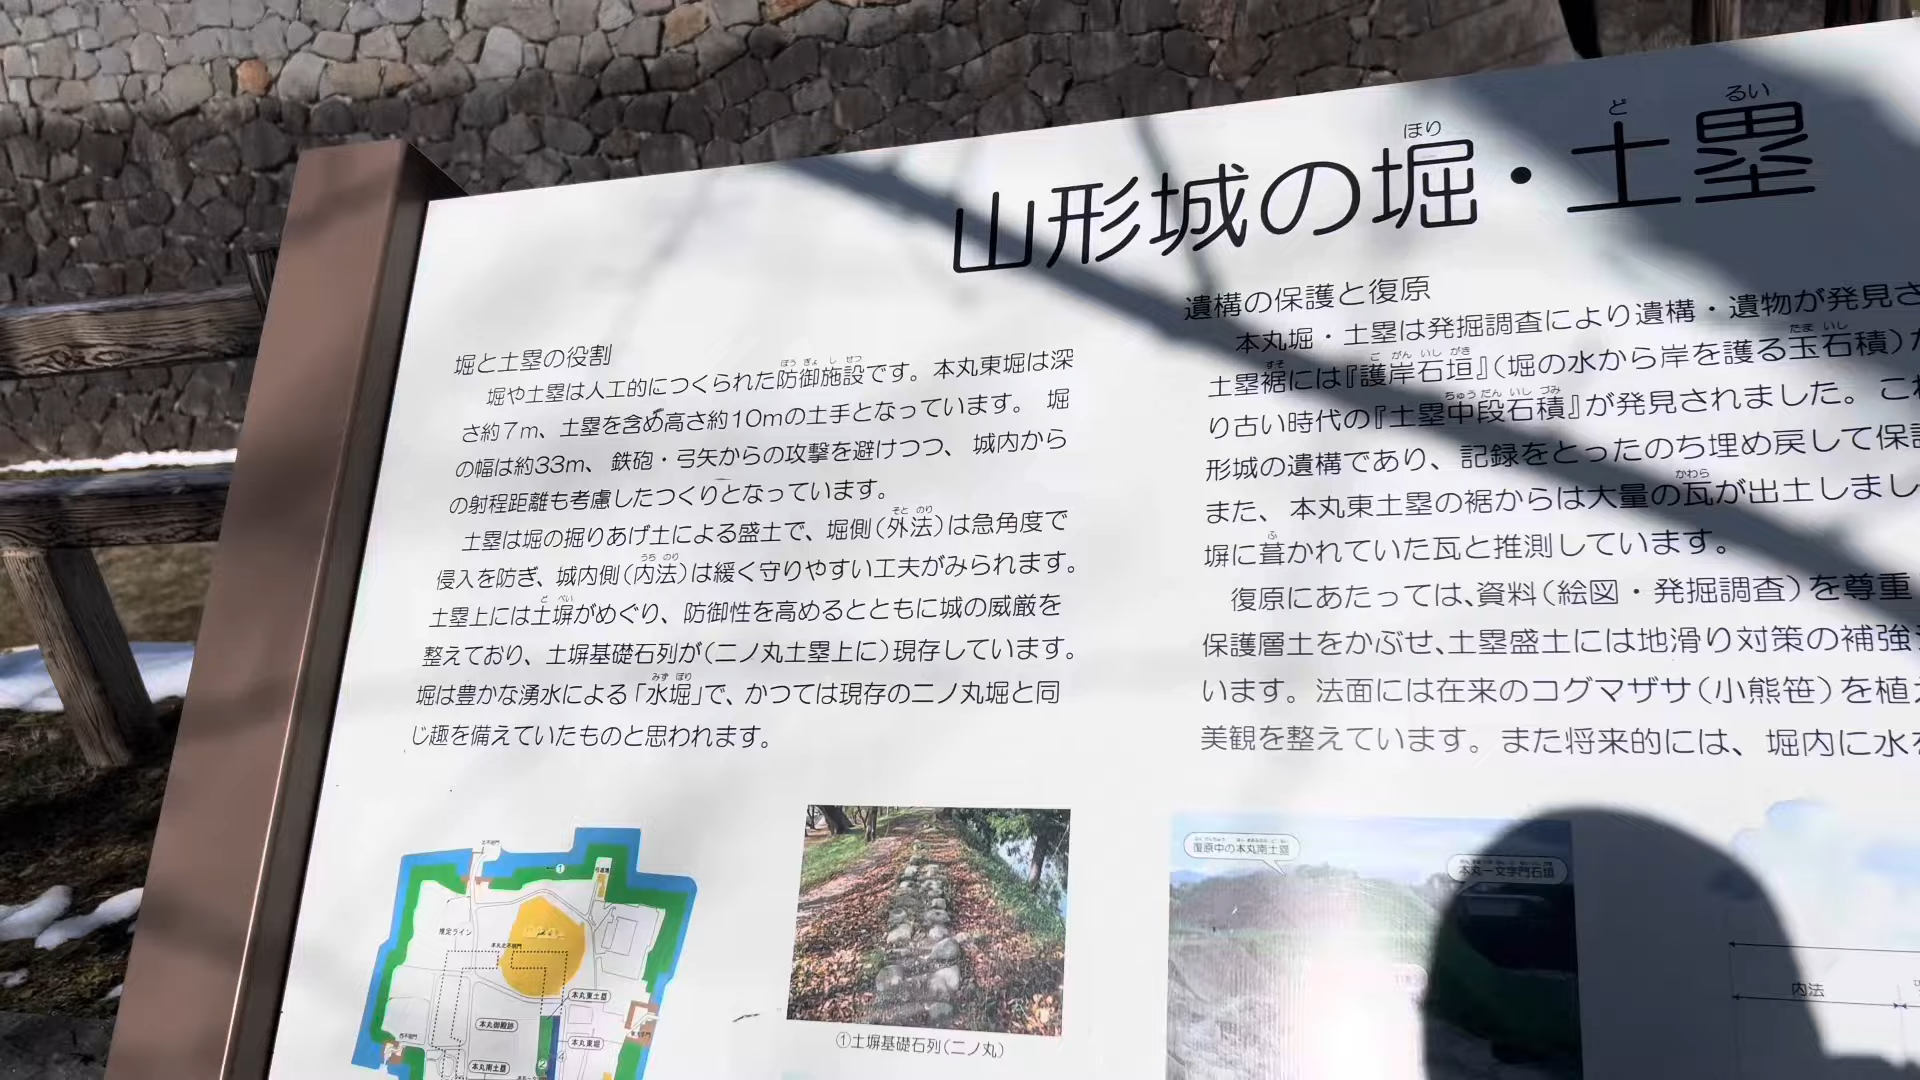 山形城の堀・土塁
ほり
ど
るい
堀と土塁の役割
堀や土塁は人工的につくられた防御施設です。本丸東堀は深
さ約7m、土塁を含め高さ約10mの土手となっています。 堀
の幅は約33m、鉄砲・弓矢からの攻撃を避けつつ、城内から
の射程距離も考慮したつくりとなっています。
土塁は堀の掘りあげ土による盛土で、堀側(外法)は急角度で
侵入を防ぎ、城内側(内法)は緩く守りやすい工夫がみられます。
土塁上には土塀がめぐり、防御性を高めるとともに城の威厳を
整えており、土塀基礎石列が(二ノ丸土塁上に)現存しています。
堀は豊かな湧水による「水堀」で、かつては現存の二ノ丸堀と同
じ趣を備えていたものと思われます。
遺構の保護と復原
本丸堀・土塁は発掘調査により遺構・遺物が発見さ
土塁裾には『護岸石垣』(堀の水から岸を護る玉石積)
り古い時代の『土塁中段石積』が発見されました。これ
形城の遺構であり、記録をとったのち埋め戻して保
また、本丸東土塁の裾からは大量の瓦が出土しまし
塀に葺かれていた瓦と推測しています。
復原にあたっては、資料(絵図・発掘調査)を尊重
保護層土をかぶせ、土塁盛土には地滑り対策の補強
います。法面には在来のコグマザサ(小熊笹)を植
美観を整えています。また将来的には、堀内に水
①
推定ライン
本丸東土塁
本丸御殿跡
本丸東堀
本丸南土塁
②
①土塀基礎石列(二ノ丸)
復原中の本丸南土塁
本丸一文字門石垣
内法